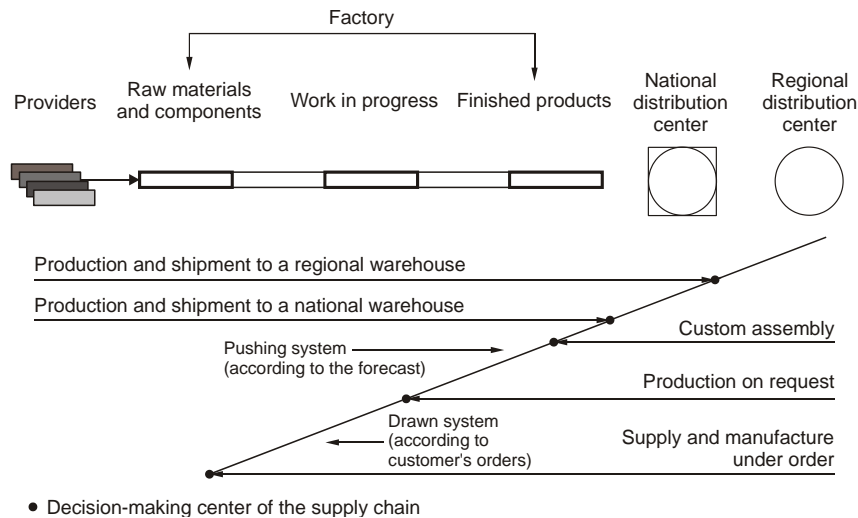 Factory
Providers
Raw materials
and components
Work in progress
Finished products
National
distribution
center
Regional
distribution
center
Production and shipment to a regional warehouse
Production and shipment to a national warehouse
Custom assembly
Pushing system
(according to the forecast)
Production on request
Drawn system
(according to
customer's orders)
Supply and manufacture
under order
Decision-making center of the supply chain